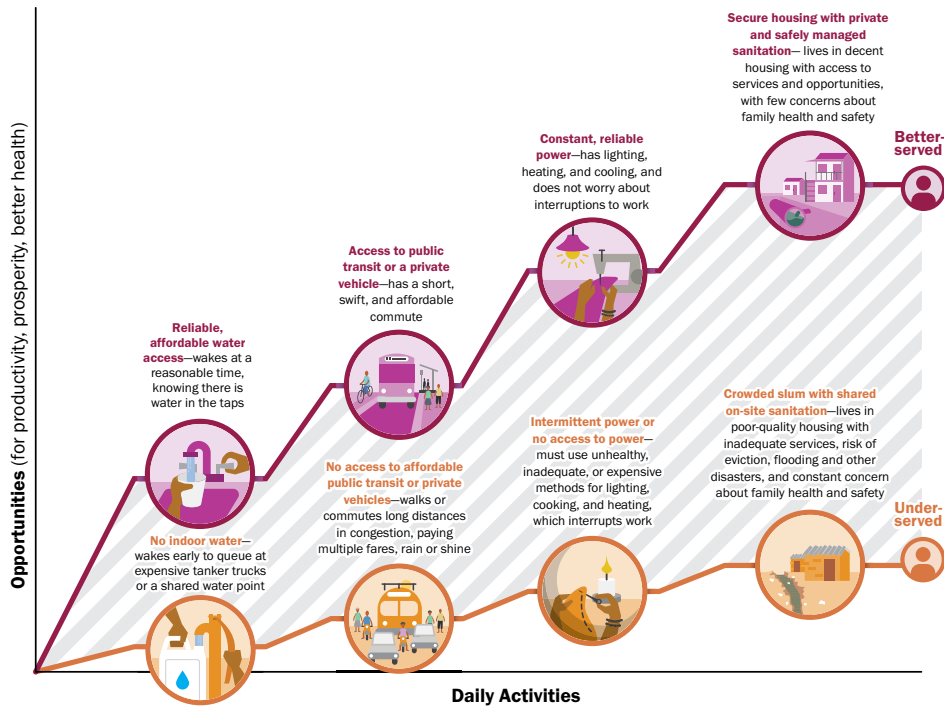 Secure housing with private
and safely managed
sanitation— lives in decent
housing with access to
services and opportunities,
with few concerns about
family health and safety
Better-
served
Constant, reliable
power—has lighting,
heating, and cooling, and
does not worry about
interruptions to work
Access to public
transit or a private
vehicle—has a short,
swift, and affordable
commute
Reliable,
affordable water
access—wakes at a
reasonable time,
knowing there is
water in the taps
Opportunities (for productivity, prosperity, better health)
No indoor water—
wakes early to queue at
expensive tanker trucks
or a shared water point
No access to affordable
public transit or private
vehicles—walks or
commutes long distances
in congestion, paying
multiple fares, rain or shine
Intermittent power or
no access to power—
must use unhealthy,
inadequate, or expensive
methods for lighting,
cooking, and heating,
which interrupts work
Crowded slum with shared
on-site sanitation—lives in
poor-quality housing with
inadequate services, risk of
eviction, flooding and other
disasters, and constant concern
about family health and safety
Under-
served
Daily Activities